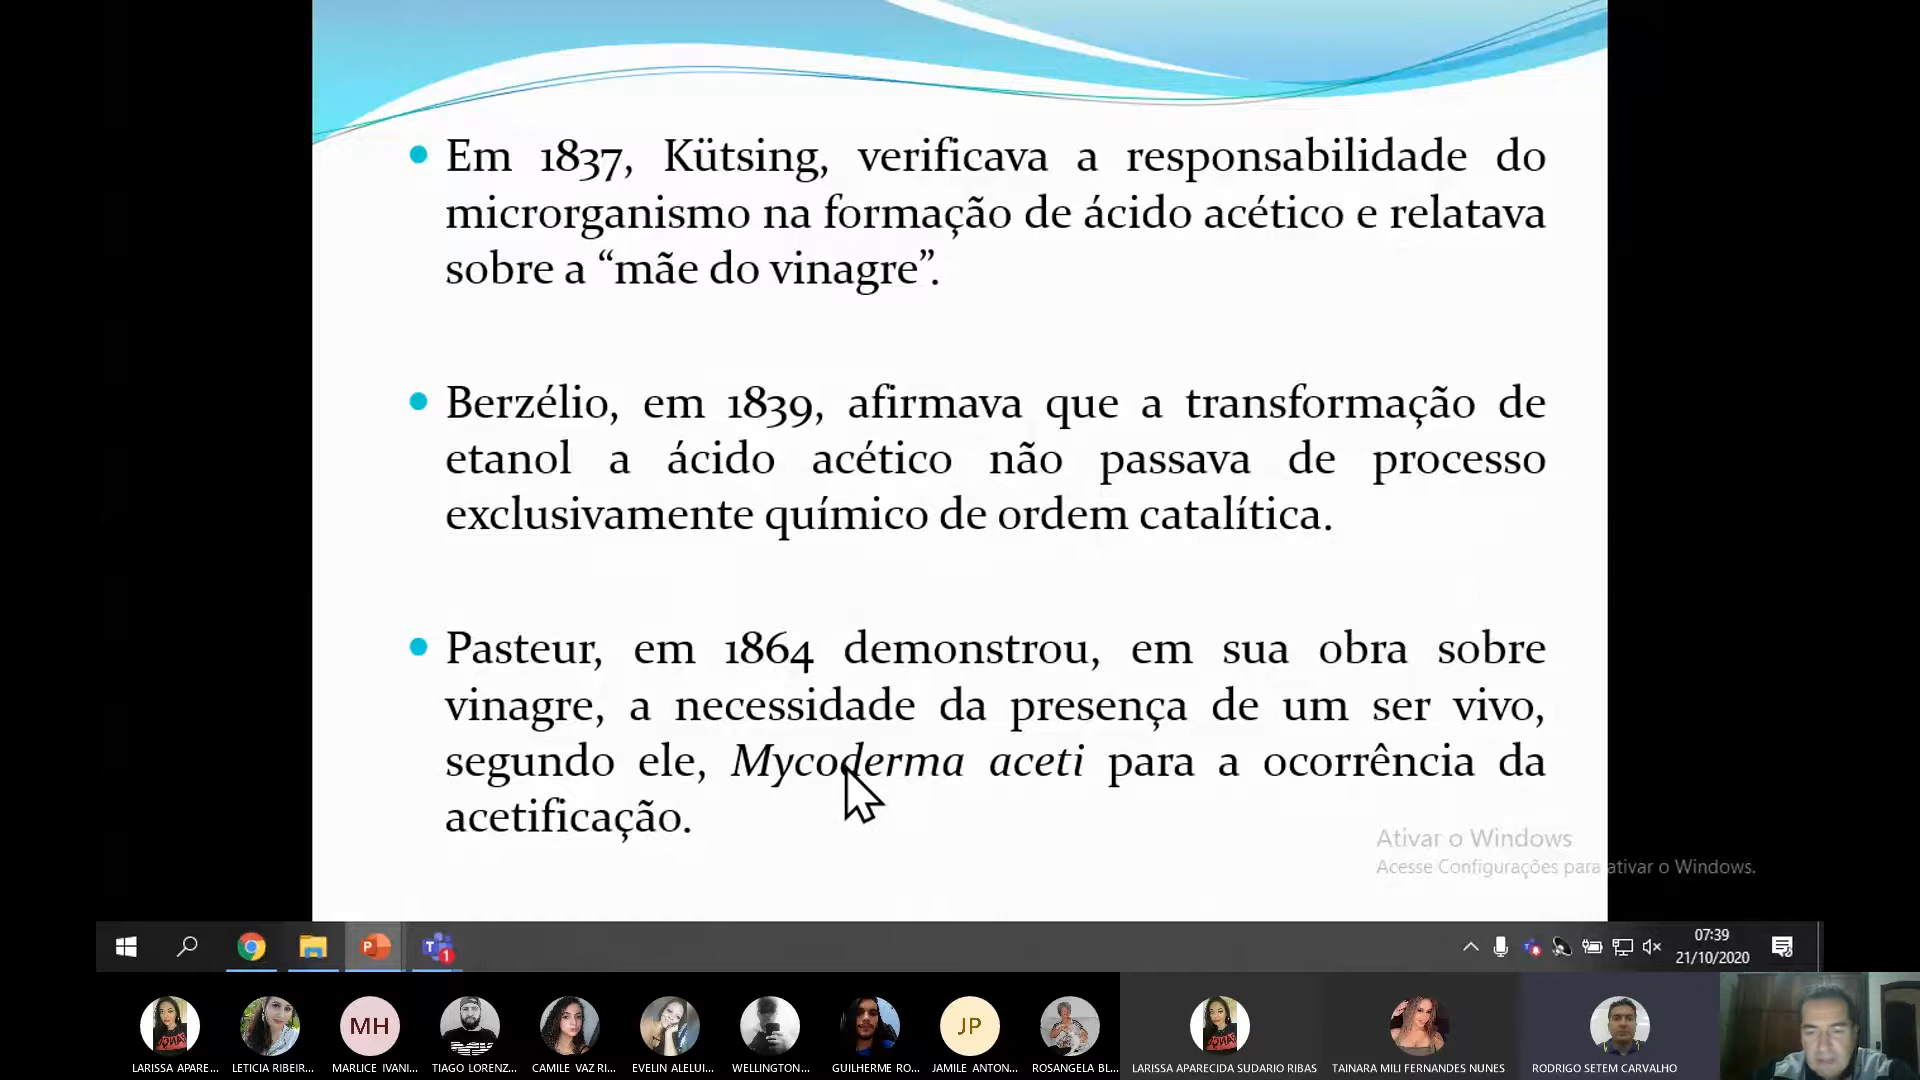 Em 1837, Kütsing, verificava a responsabilidade do
microrganismo na formação de ácido acético e relatava
sobre a “mãe do vinagre”.
Berzélio, em 1839, afirmava que a transformação de
etanol a ácido acético não passava de processo
exclusivamente químico de ordem catalítica.
Pasteur, em 1864 demonstrou, em sua obra sobre
vinagre, a necessidade da presença de um ser vivo,
segundo ele, Mycoderma aceti para a ocorrência da
acetificação.
Ativar o Windows
Acesse Configurações para ativar o Windows.
07:39
21/10/2020
MH
JP
LARISSA APARE...
LETICIA RIBEIR...
MARLICE IVANI...
TIAGO LORENZ...
CAMILE VAZ RI...
EVELIN ALELUI...
WELLINGTON...
GUILHERME RO...
JAMILE ANTON...
ROSANGELA BL...
LARISSA APARECIDA SUDARIO RIBAS
TAINARA MILI FERNANDES NUNES
RODRIGO SETEM CARVALHO